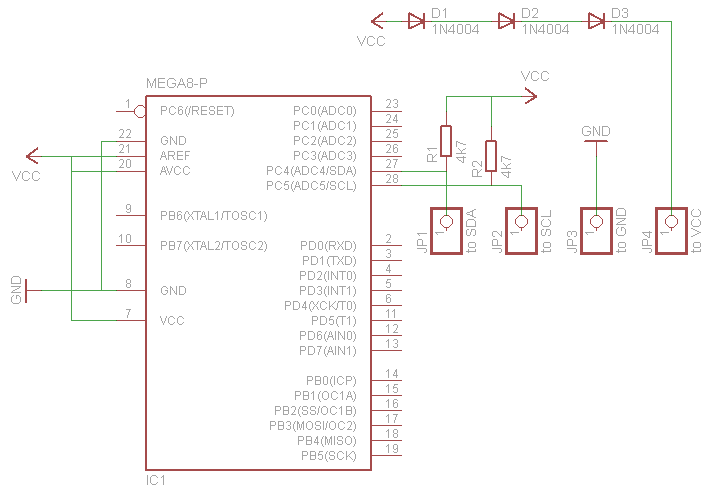 D1
D2
D3
VCC
1N4004
1N4004
1N4004
MEGA8-P
VCC
1
PC6(/RESET)
PC0(ADC0)
23
PC1(ADC1)
24
22
GND
PC2(ADC2)
25
21
AREF
PC3(ADC3)
26
20
AVCC
PC4(ADC4/SDA)
27
PC5(ADC5/SCL)
28
VCC
R1
4k7
R2
4k7
GND
9
PB6(XTAL1/TOSC1)
10
PB7(XTAL2/TOSC2)
PD0(RXD)
2
PD1(TXD)
3
PD2(INT0)
4
GND
8
GND
PD3(INT1)
5
PD4(XCK/T0)
6
7
VCC
PD5(T1)
11
PD6(AIN0)
12
PD7(AIN1)
13
JP1
1
to SDA
JP2
1
to SCL
JP3
1
to GND
JP4
1
to VCC
PB0(ICP)
14
PB1(OC1A)
15
PB2(SS/OC1B)
16
PB3(MOSI/OC2)
17
PB4(MISO)
18
PB5(SCK)
19
IC1